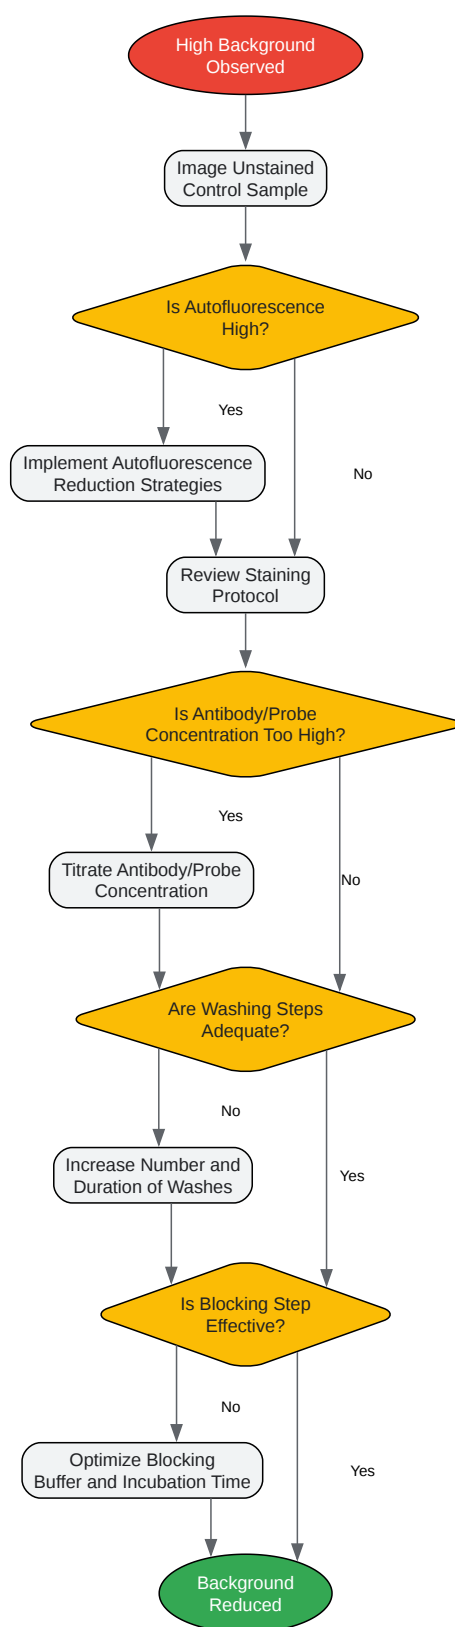 High Background
Observed
Image Unstained
Control Sample
Is Autofluorescence
High?
Yes
Implement Autofluorescence
Reduction Strategies
No
Review Staining
Protocol
Is Antibody/Probe
Concentration Too High?
Yes
Titrate Antibody/Probe
Concentration
No
Are Washing Steps
Adequate?
No
Increase Number and
Duration of Washes
Yes
Is Blocking Step
Effective?
No
Optimize Blocking
Buffer and Incubation Time
Yes
Background
Reduced